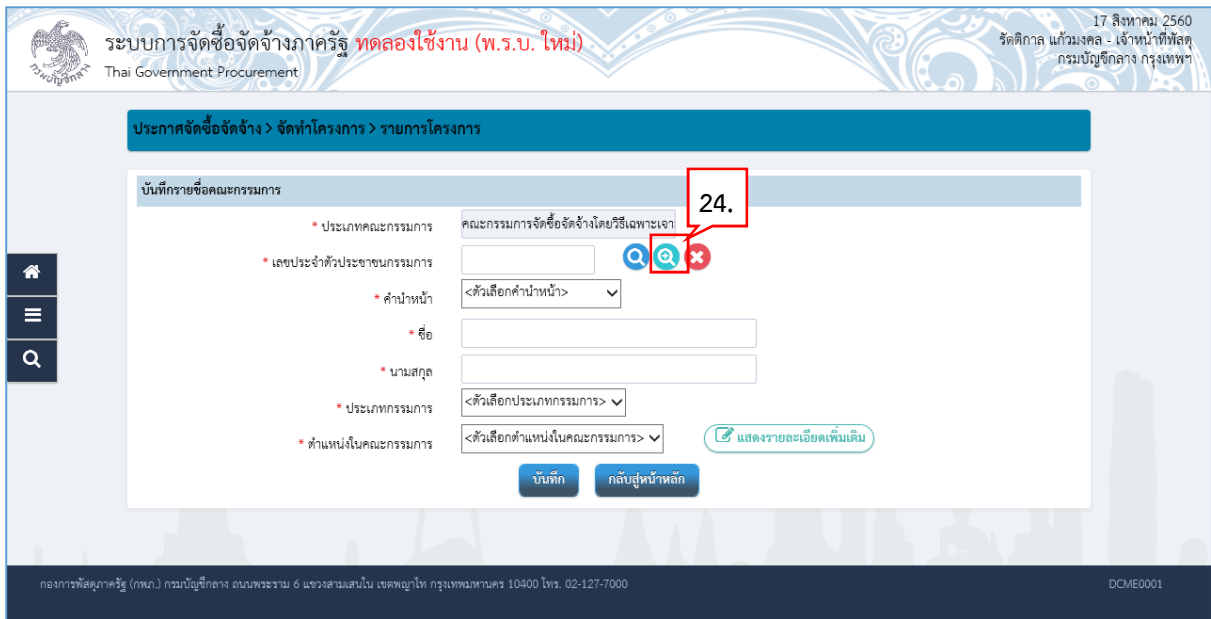 17 สิงหาคม 2560
ระบบการจัดซื้อจัดจ้างภาครัฐ ทดลองใช้งาน (พ.ร.บ. ใหม่)
รัตติกาล แก้วมงคล - เจ้าหน้าที่พัสดุ
กรมบัญชีกลาง กรุงเทพฯ
Thai Government Procurement
ประกาศจัดซื้อจัดจ้าง > จัดทำโครงการ > รายการโครงการ
บันทึกรายชื่อคณะกรรมการ
24.
* ประเภทคณะกรรมการ คณะกรรมการจัดซื้อจัดจ้างโดยวิธีเฉพาะเจา
* เลขประจำตัวประชาชนกรรมการ
* คำนำหน้า <ตัวเลือกคำนำหน้า>
* ชื่อ
* นามสกุล
* ประเภทกรรมการ <ตัวเลือกประเภทกรรมการ>
* ตำแหน่งในคณะกรรมการ <ตัวเลือกตำแหน่งในคณะกรรมการ> แสดงรายละเอียดเพิ่มเติม
บันทึก กลับสู่หน้าหลัก
กองการพัสดุภาครัฐ (กพภ.) กรมบัญชีกลาง ถนนพระราม 6 แขวงสามเสนใน เขตพญาไท กรุงเทพมหานคร 10400 โทร. 02-127-7000 DCME0001